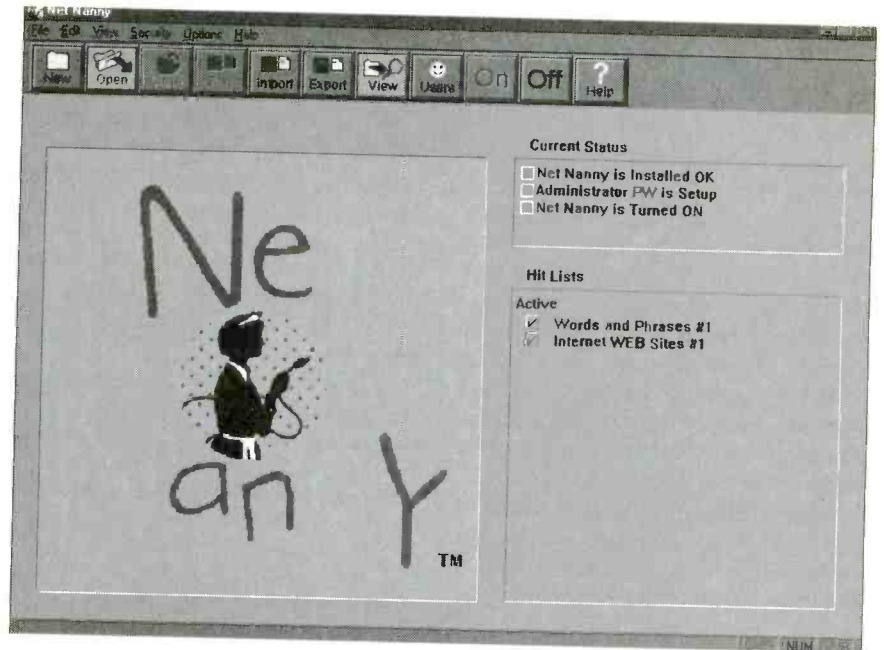 Net Nanny
File Edit View Security Options Help
New Open Import Export View Users On Off Help
Current Status
Net Nanny is Installed OK
Administrator PW is Setup
Net Nanny is Turned ON
Hit Lists
Active
Words and Phrases #1
Internet WEB Sites #1
Ne
an Y
TM
NUM